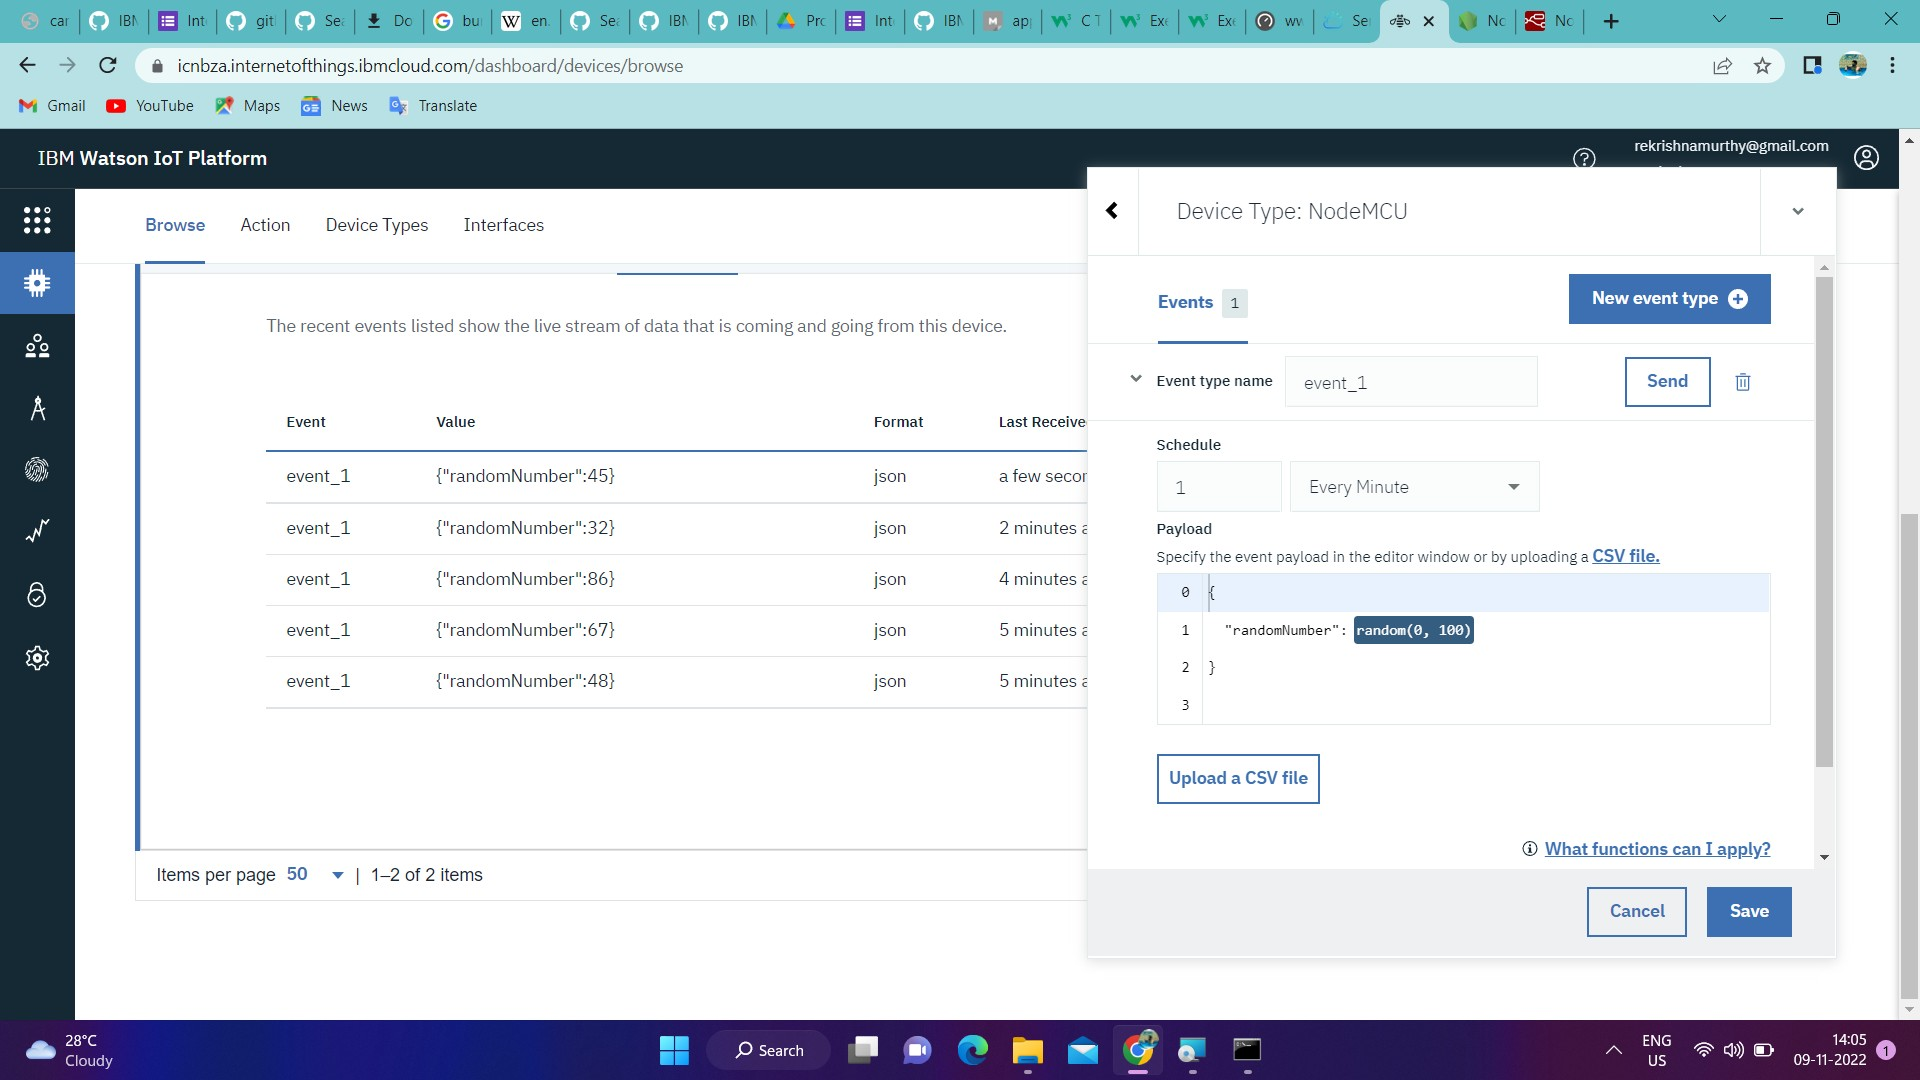 car
IBM
Int
git
Sea
Do
G bu
W en.
Sea
IBM
IBM
Pro
Int
IBM
M ap
C T
Exe
Exe
wv
Se
No
No
icnbza.internetofthings.ibmcloud.com/dashboard/devices/browse
Gmail YouTube Maps News Translate
IBM Watson IoT Platform
rekrishnamurthy@gmail.com
Browse Action Device Types Interfaces
Device Type: NodeMCU
Events 1
New event type
The recent events listed show the live stream of data that is coming and going from this device.
Event type name event_1 Send
Event Value Format Last Receive
event_1 {"randomNumber":45} json a few secon
event_1 {"randomNumber":32} json 2 minutes a
event_1 {"randomNumber":86} json 4 minutes a
event_1 {"randomNumber":67} json 5 minutes a
event_1 {"randomNumber":48} json 5 minutes a
Schedule
1 Every Minute
Payload
Specify the event payload in the editor window or by uploading a CSV file.
0 {
1 "randomNumber": random(0, 100)
2 }
3
Upload a CSV file
What functions can I apply?
Items per page 50 | 1–2 of 2 items
Cancel Save
28°C
Cloudy
Search
ENG
US
14:05
09-11-2022
1